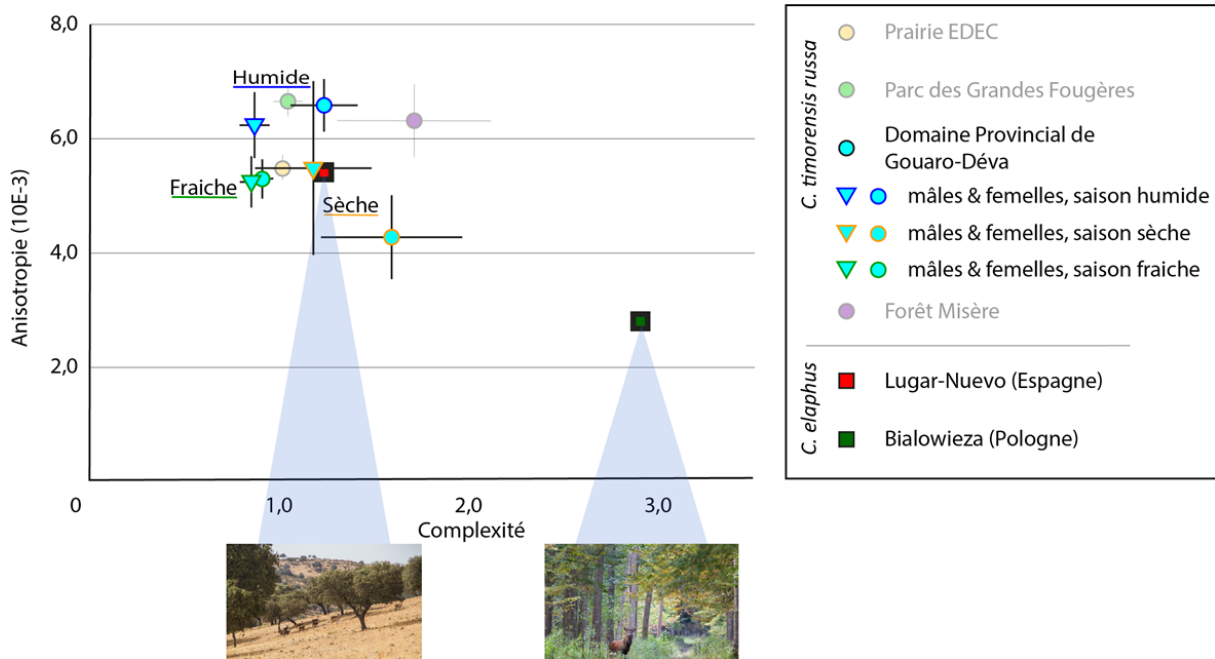 8,0
6,0
4,0
2,0
Anisotropie (10E-3)
Humide
Fraiche
Sèche
0
1,0
2,0
3,0
Complexité
C. timorensis russa
Prairie EDEC
Parc des Grandes Fougères
Domaine Provincial de
Gouaro-Déva
mâles & femelles, saison humide
mâles & femelles, saison sèche
mâles & femelles, saison fraiche
Forêt Misère
C. elaphus
Lugar-Nuevo (Espagne)
Bialowieza (Pologne)